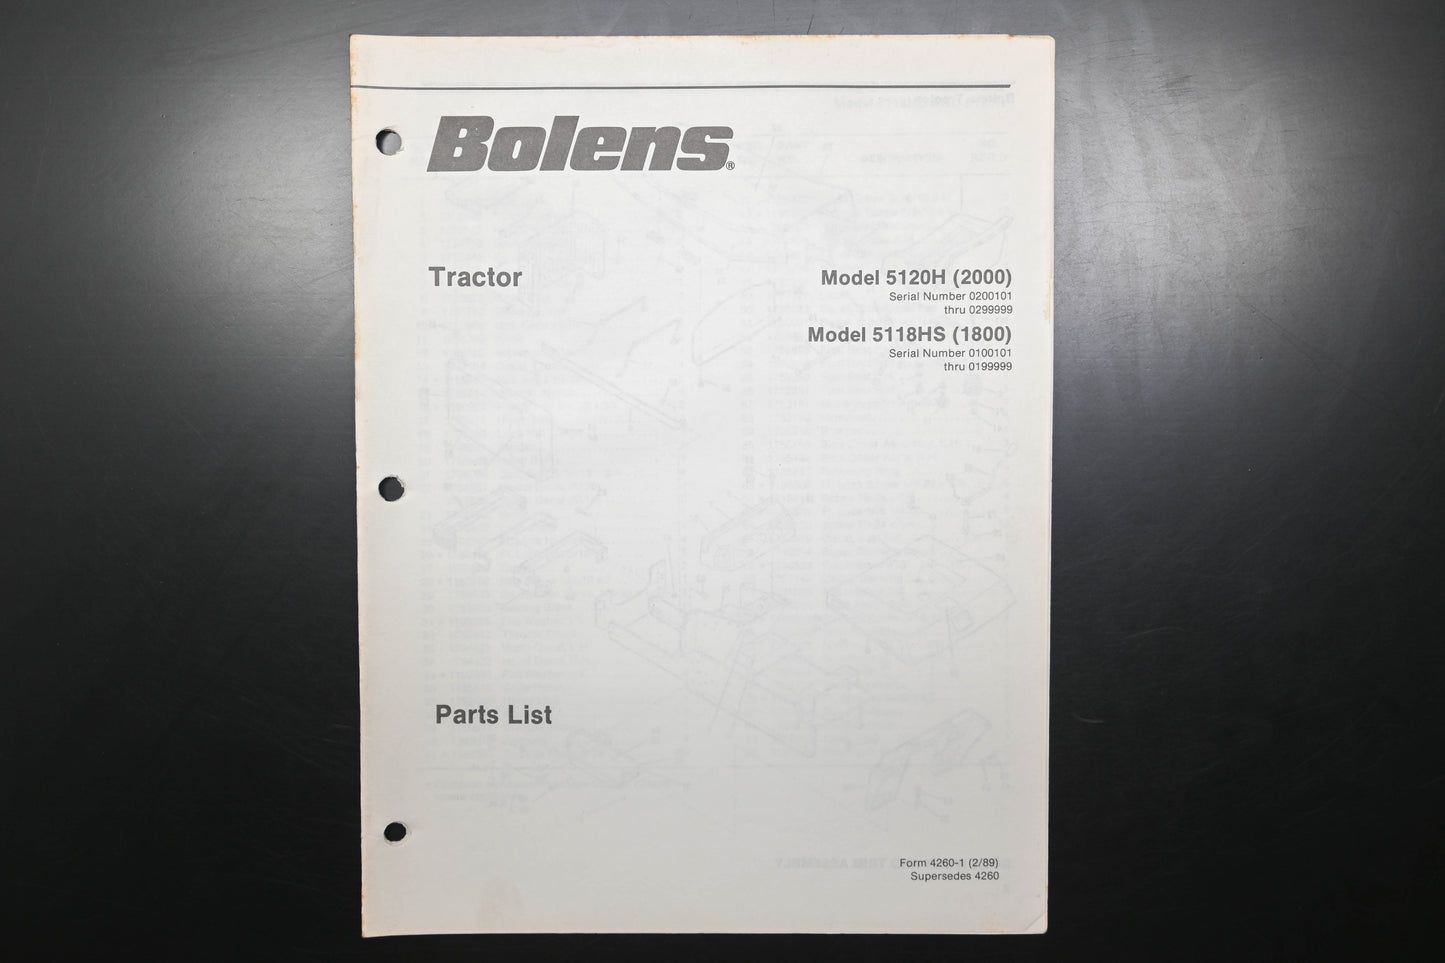 Bolens®
Tractor
Model 5120H (2000)
Serial Number 0200101
thru 0299999
Model 5118HS (1800)
Serial Number 0100101
thru 0199999
Parts List
Form 4260-1 (2/89)
Supersedes 4260